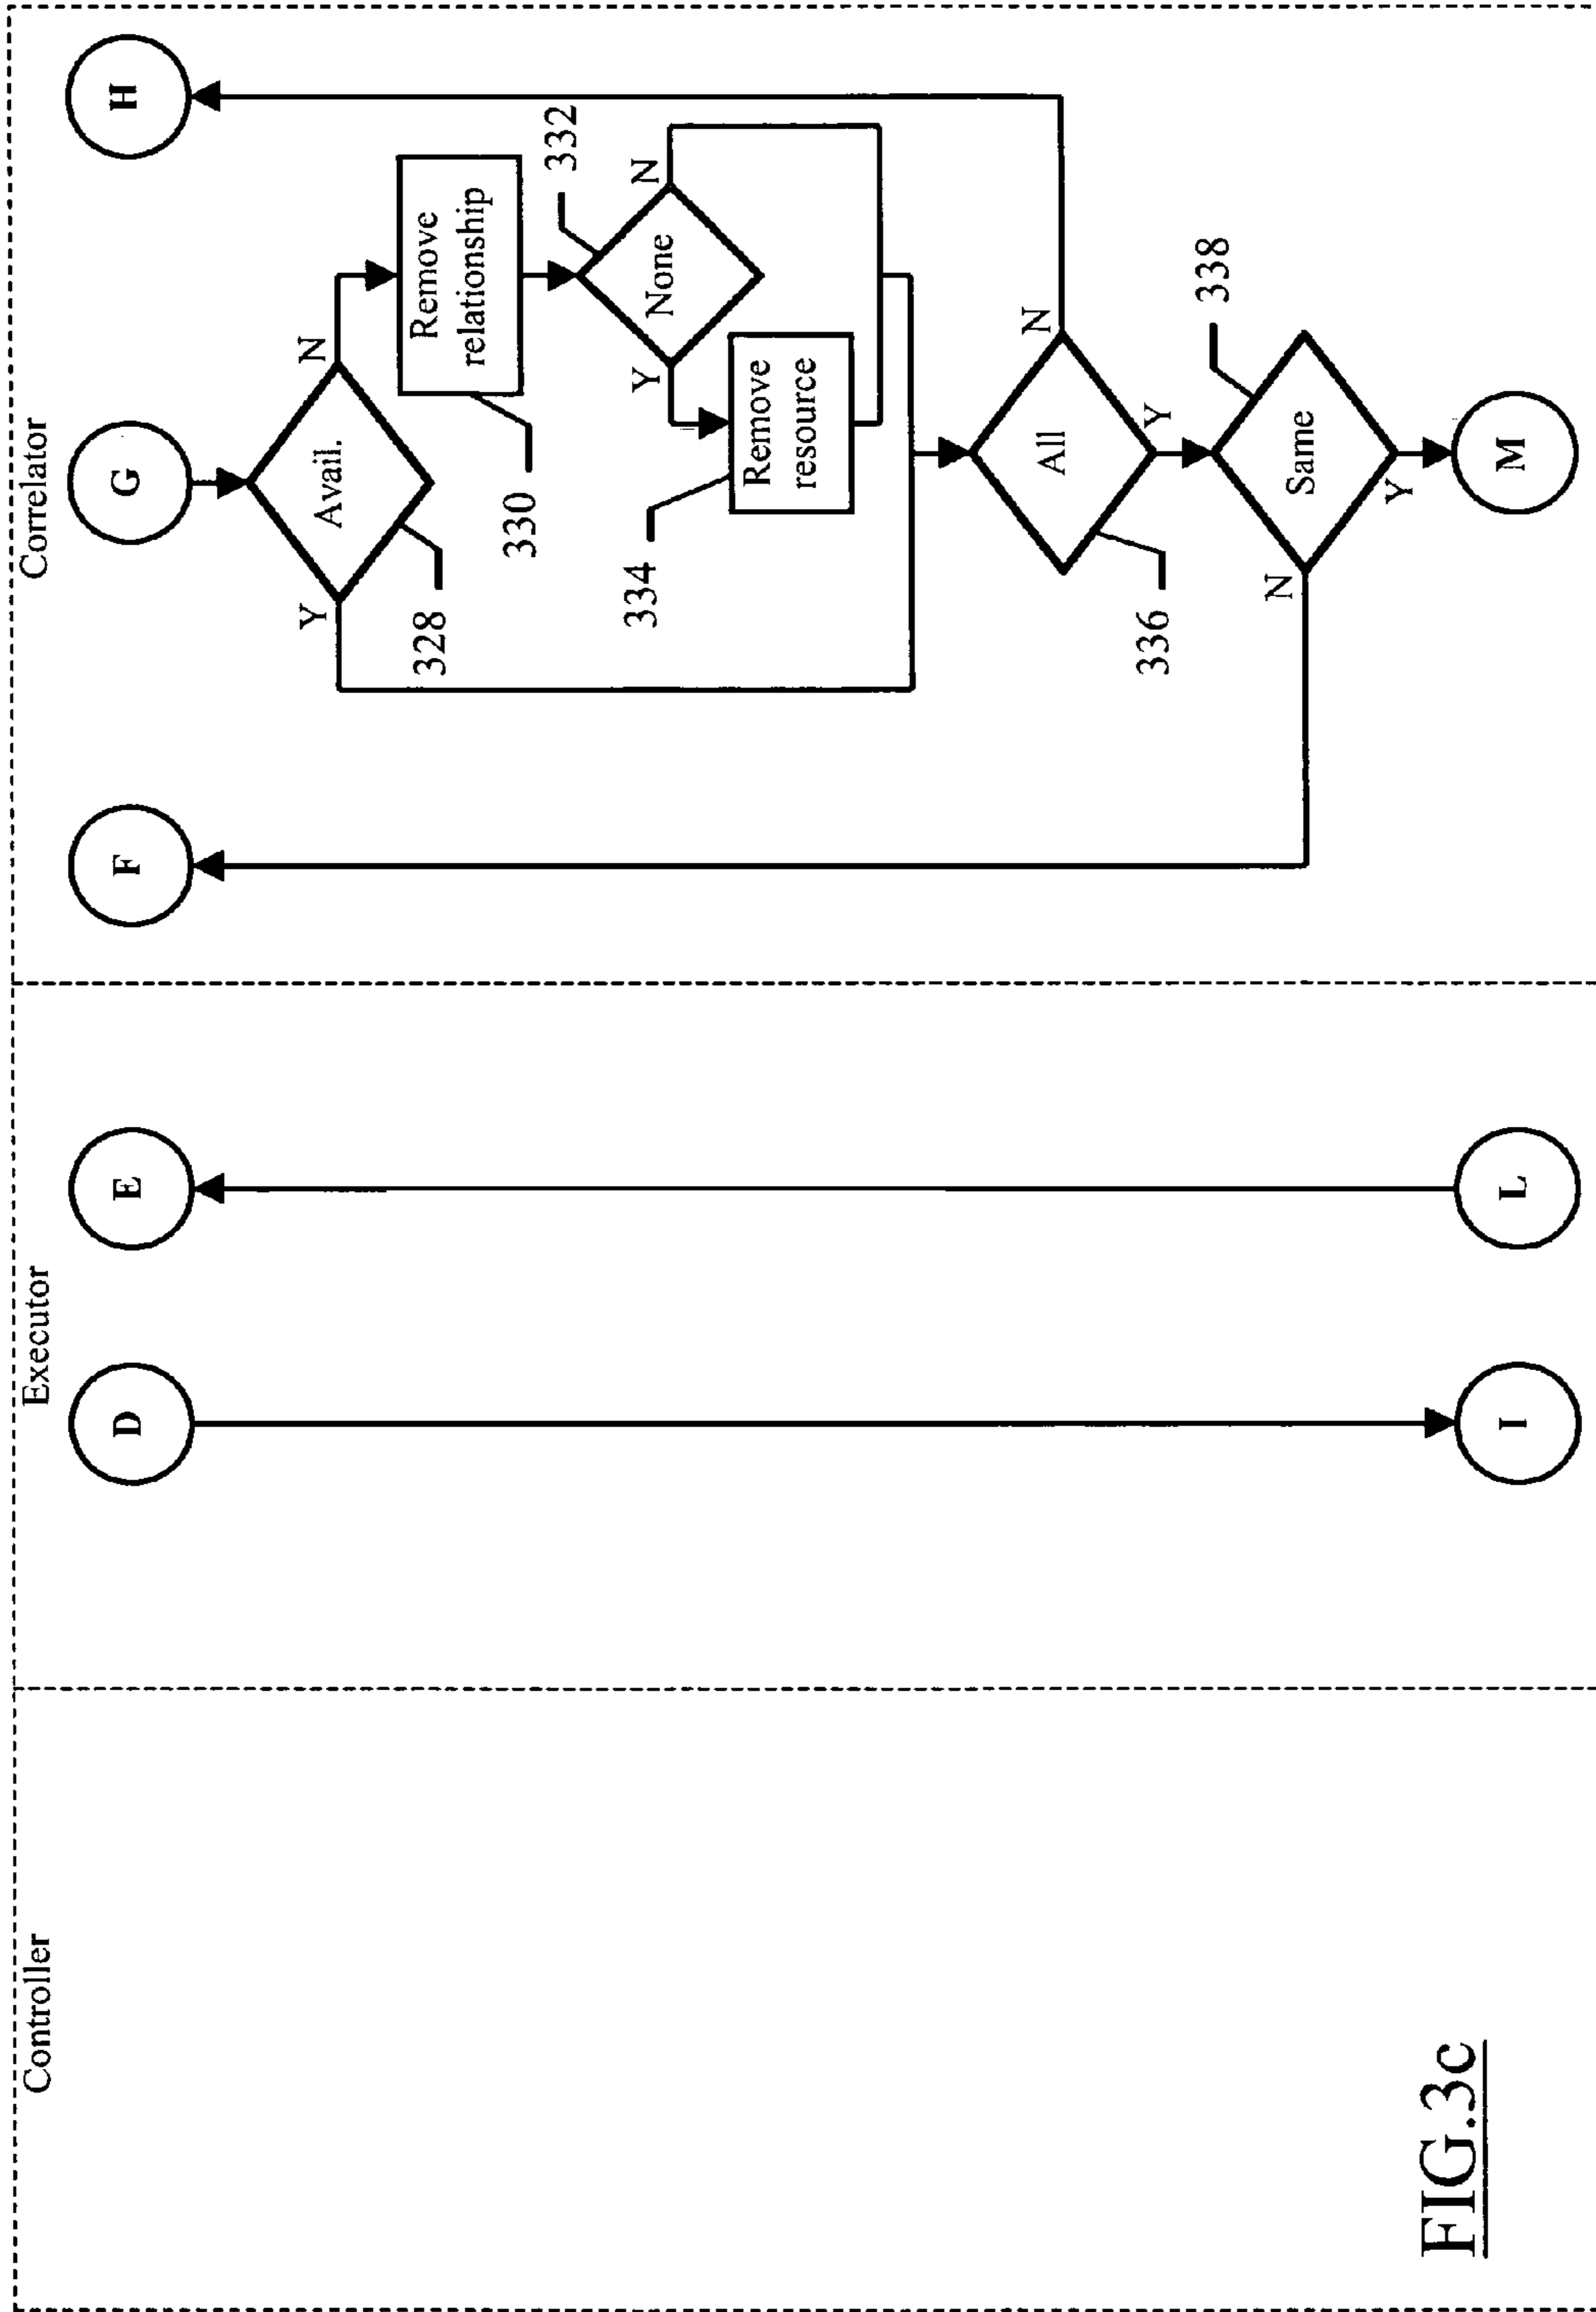 Controller
Executor
Correlator
D
E
F
G
H
Y
Avail.
N
328
Remove
relationship
330
332
Y
None
N
334
Remove
resource
All
N
Y
336
338
N
Same
Y
I
L
M
FIG.3c